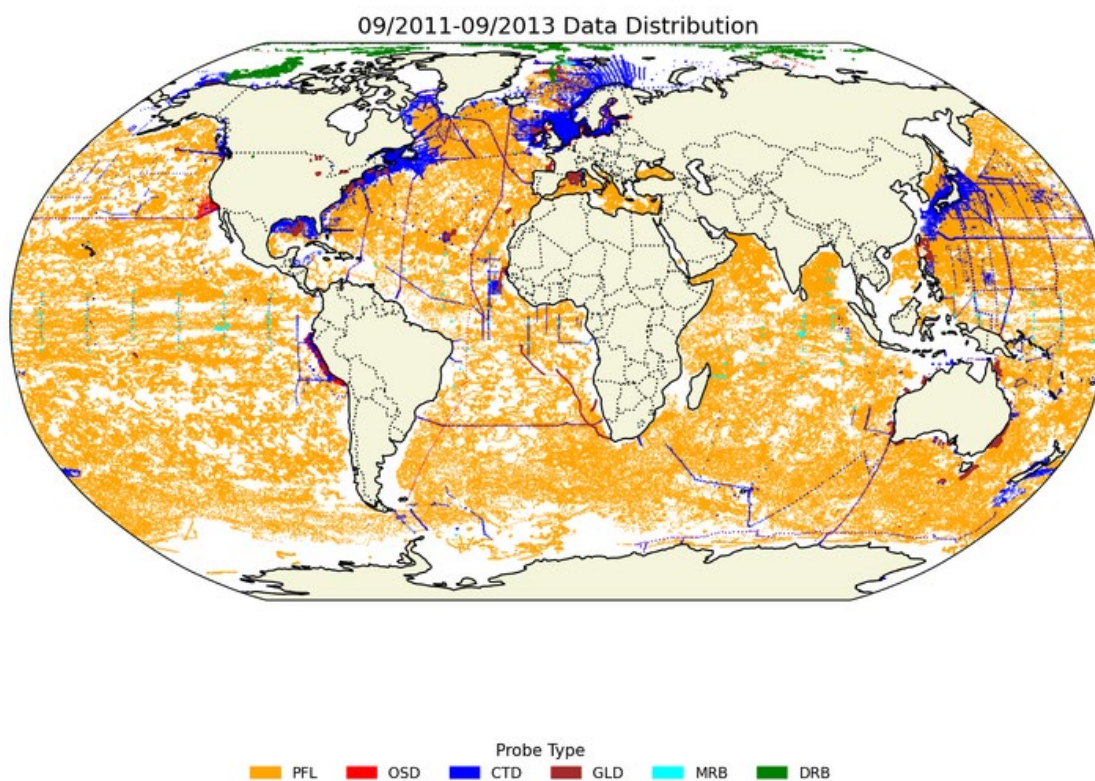 09/2011-09/2013 Data Distribution
Probe Type
PFL OSD CTD GLD MRB DRB